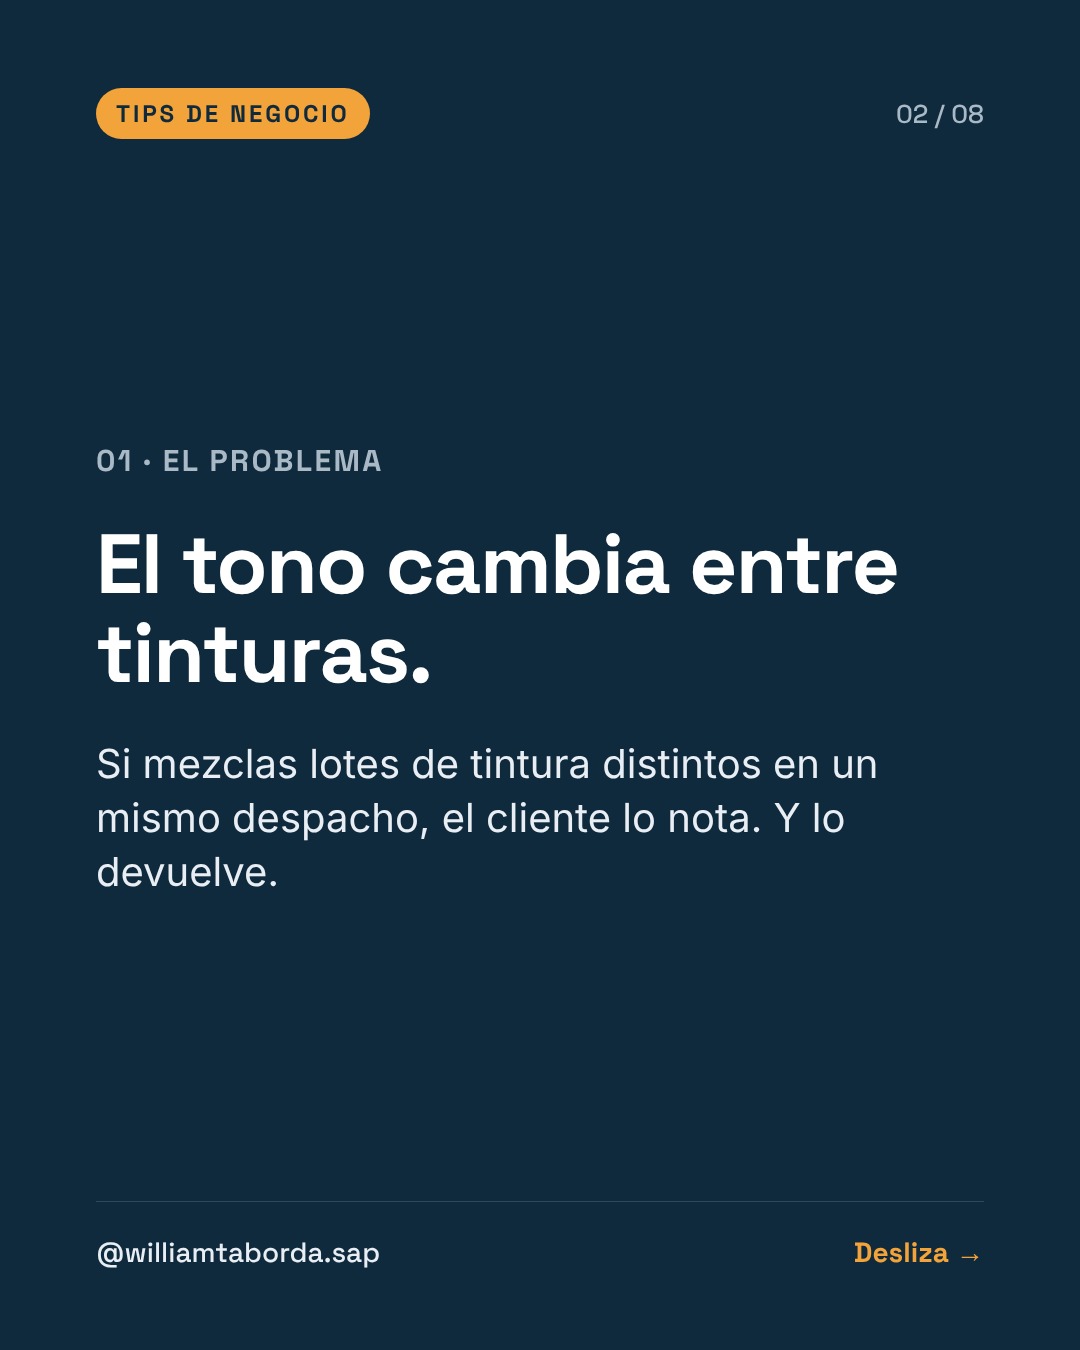 TIPS DE NEGOCIO
02 / 08
01 · EL PROBLEMA
El tono cambia entre
tinturas.
Si mezclas lotes de tintura distintos en un
mismo despacho, el cliente lo nota. Y lo
devuelve.
@williamtaborda.sap
Desliza →